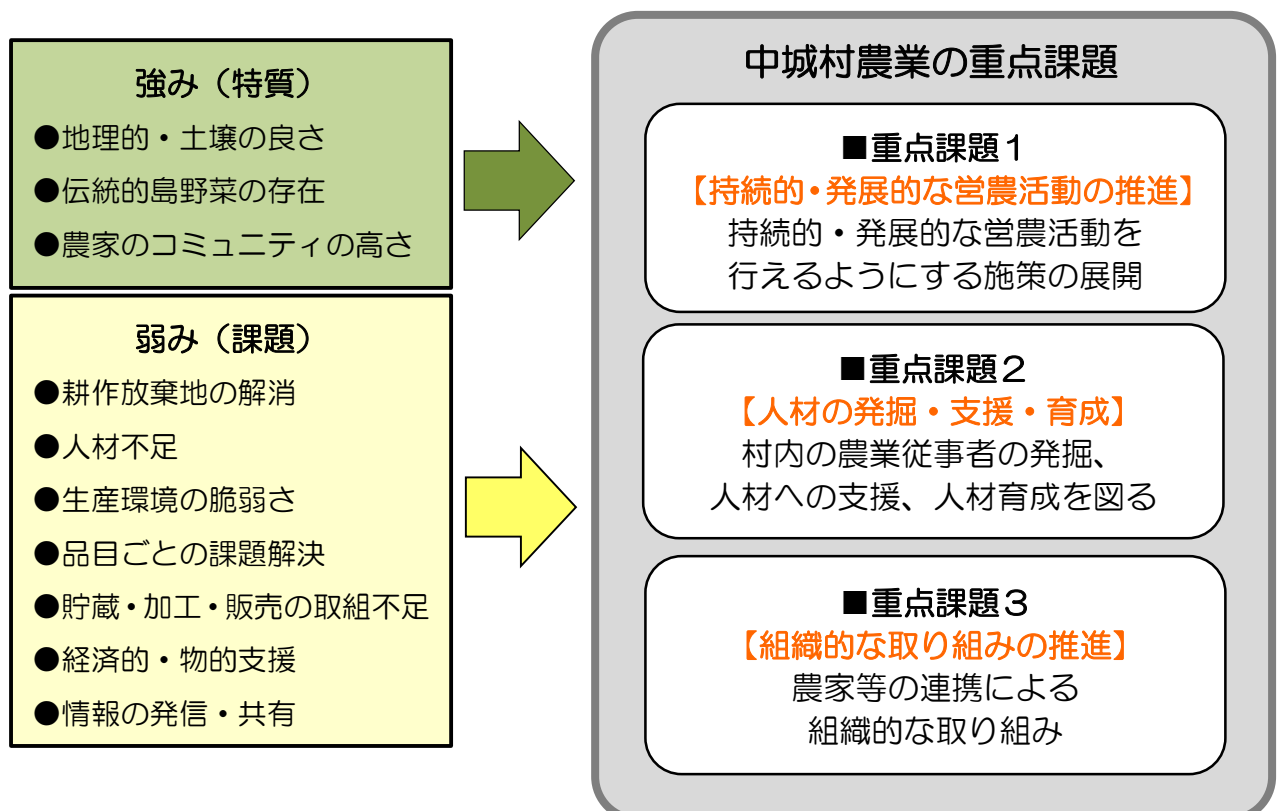 強み（特質）
●地理的・土壌の良さ
●伝統的島野菜の存在
●農家のコミュニティの高さ
弱み（課題）
●耕作放棄地の解消
●人材不足
●生産環境の脆弱さ
●品目ごとの課題解決
●貯蔵・加工・販売の取組不足
●経済的・物的支援
●情報の発信・共有
中城村農業の重点課題
■重点課題１
【持続的・発展的な営農活動の推進】
持続的・発展的な営農活動を
行えるようにする施策の展開
■重点課題２
【人材の発掘・支援・育成】
村内の農業従事者の発掘、
人材への支援、人材育成を図る
■重点課題３
【組織的な取り組みの推進】
農家等の連携による
組織的な取り組み